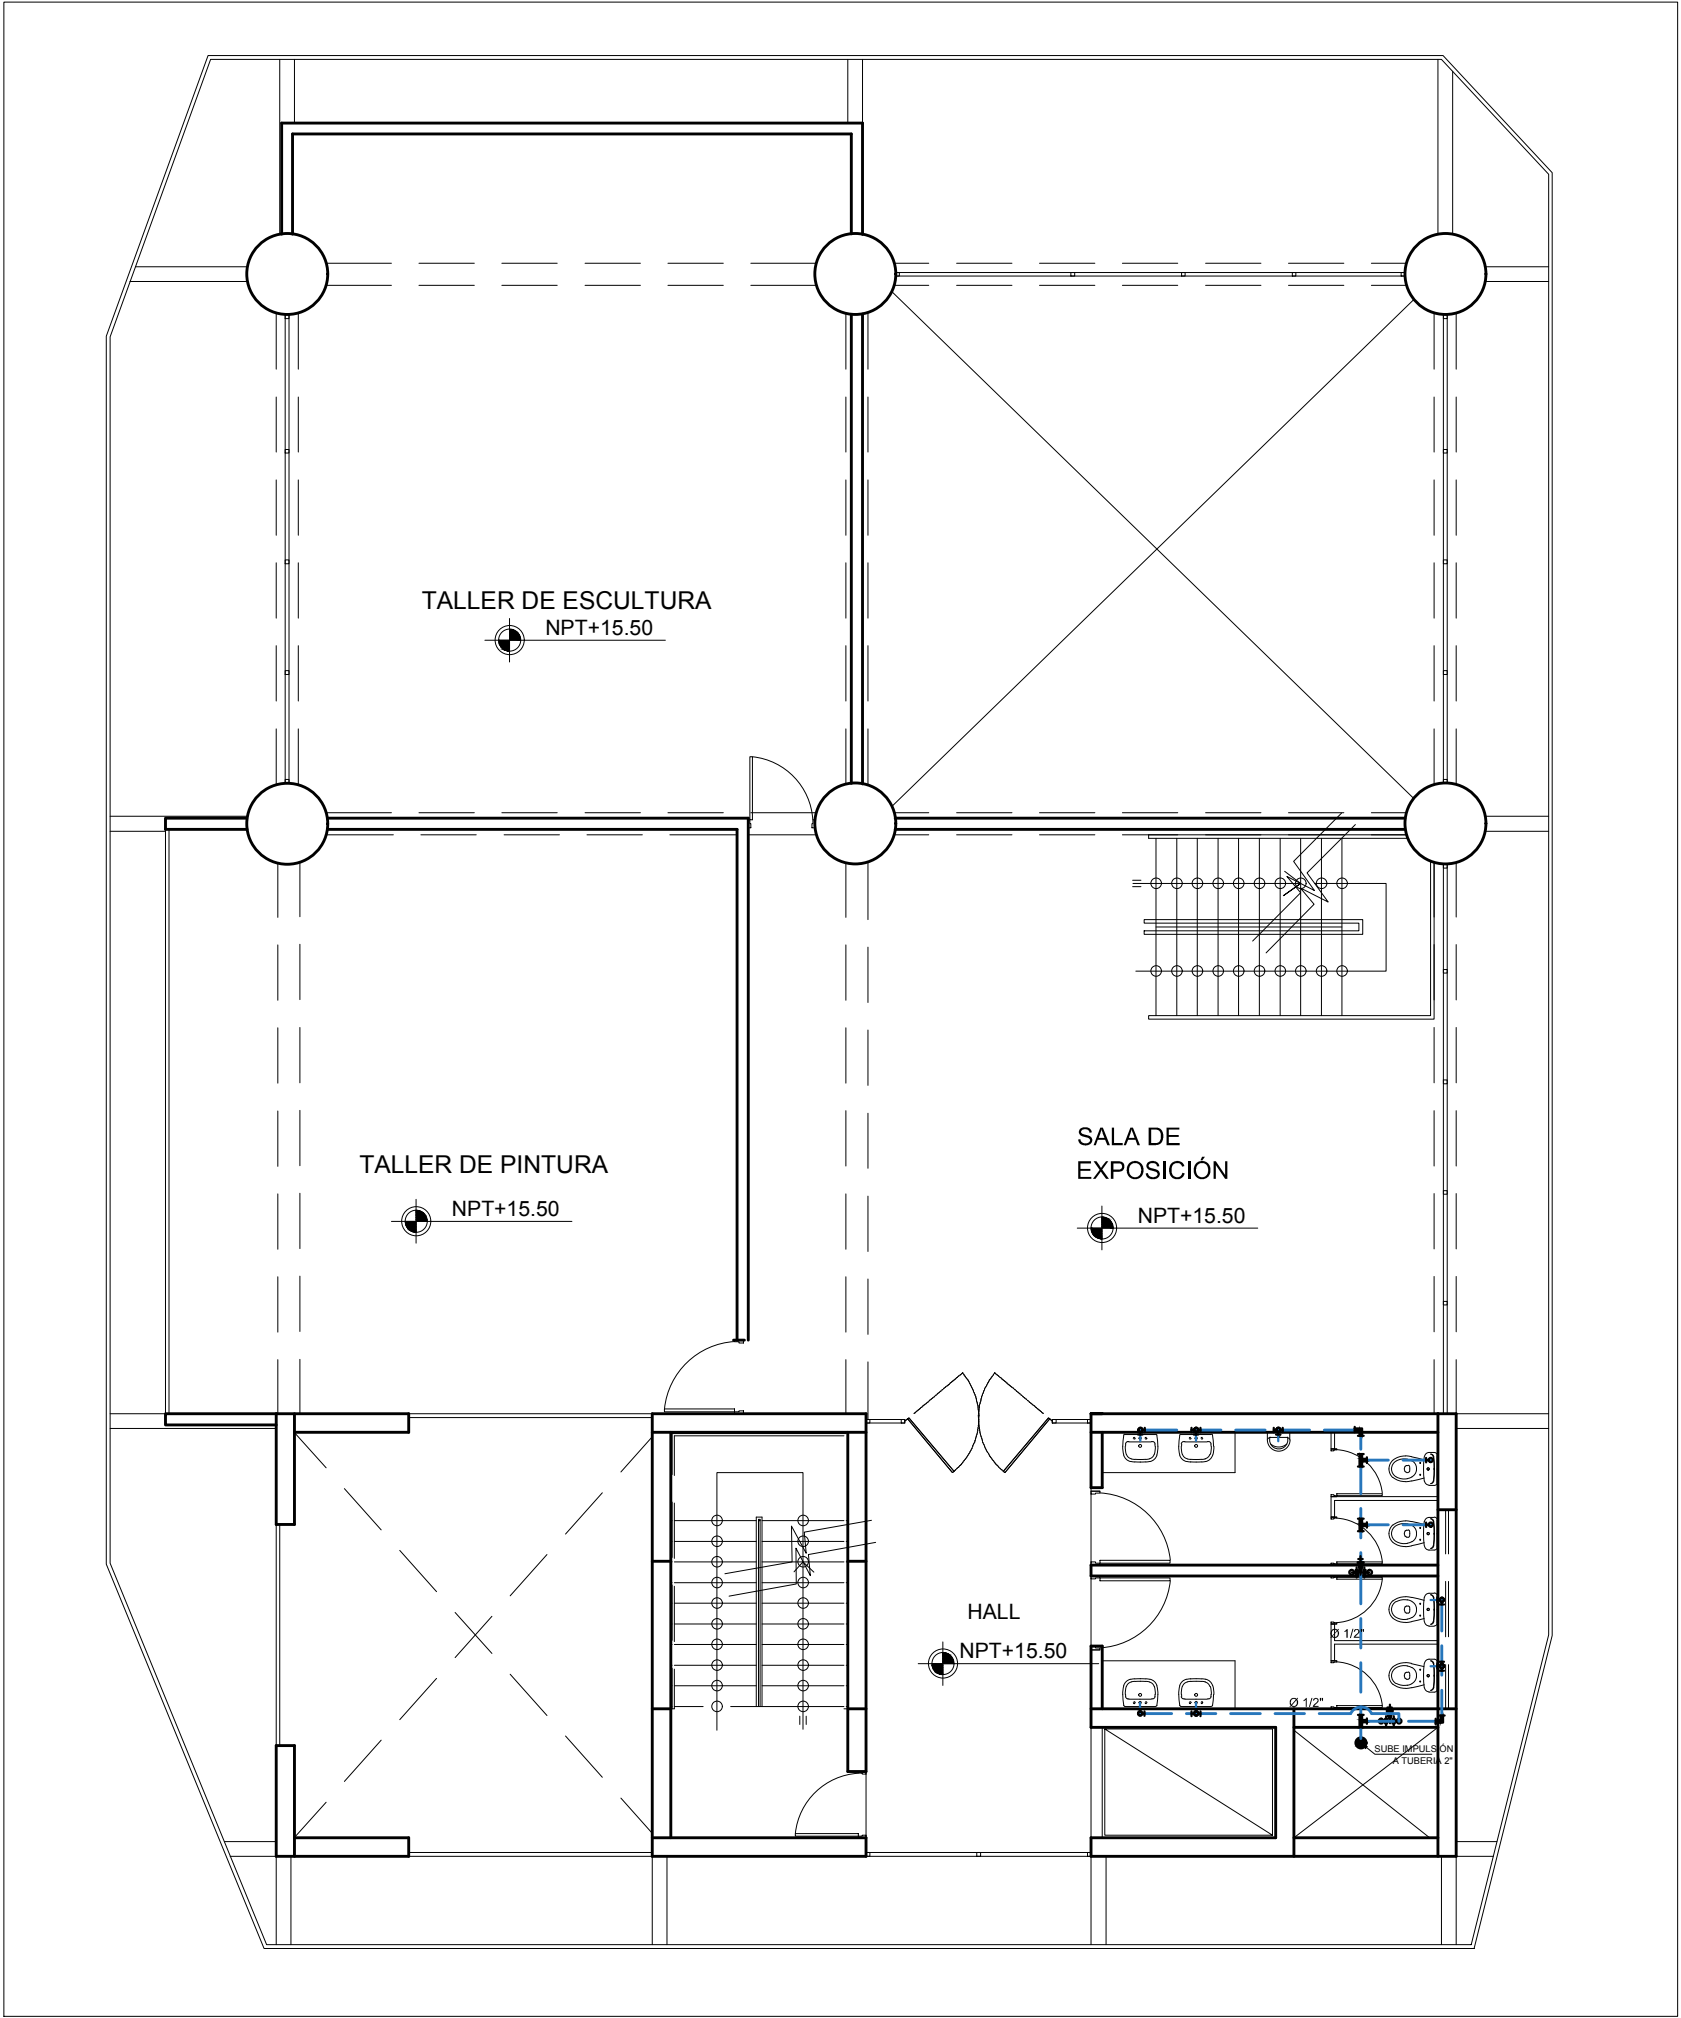 TALLER DE ESCULTURA
NPT+15.50
SALA DE
EXPOSICIÓN
NPT+15.50
TALLER DE PINTURA
NPT+15.50
HALL
NPT+15.50
Ø 1/2"
Ø 1/2"
SUBE IMPULSIÓN
A TUBERIA 2"